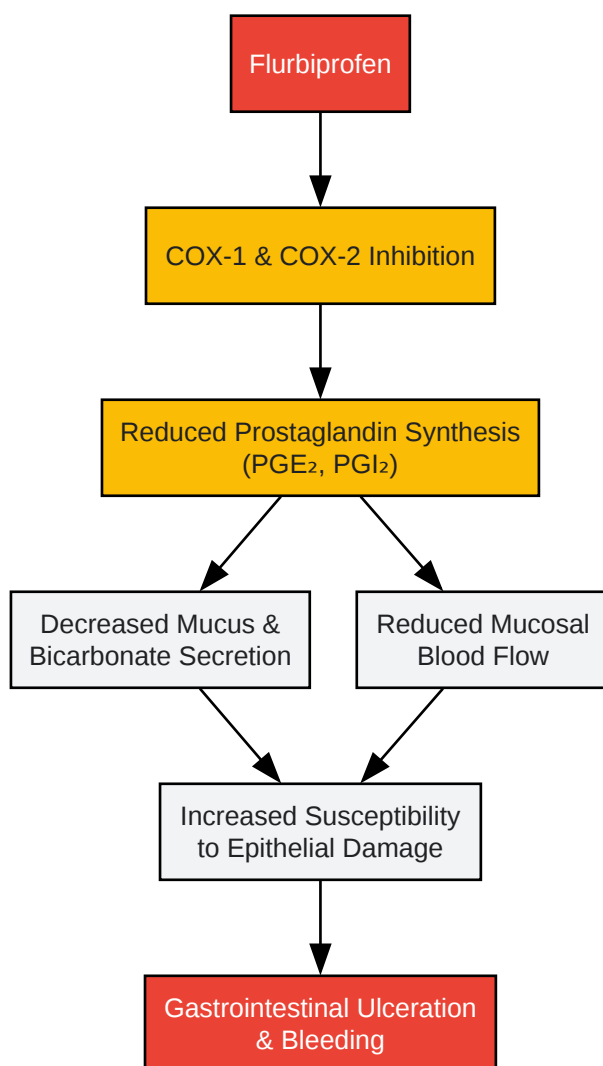 Flurbiprofen
COX-1 & COX-2 Inhibition
Reduced Prostaglandin Synthesis
(PGE₂, PGI₂)
Decreased Mucus &
Bicarbonate Secretion
Reduced Mucosal
Blood Flow
Increased Susceptibility
to Epithelial Damage
Gastrointestinal Ulceration
& Bleeding